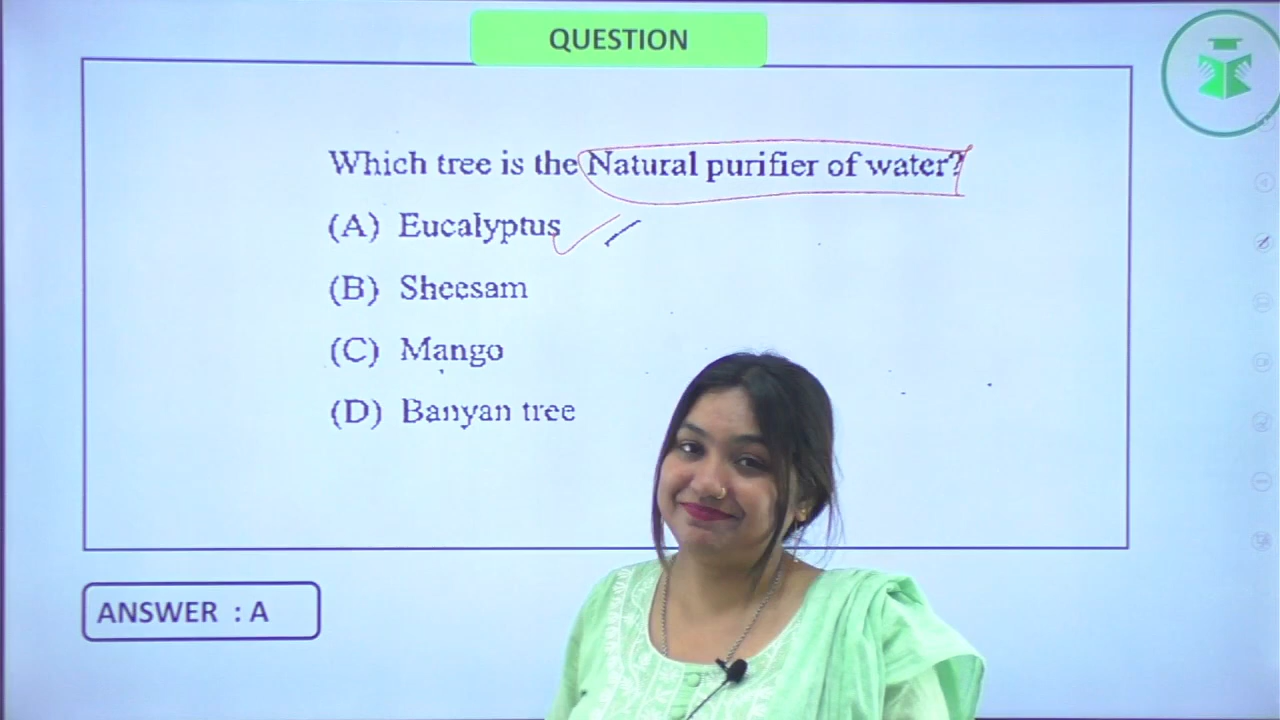 QUESTION
Which tree is the Natural purifier of water?
(A) Eucalyptus
(B) Sheesam
(C) Mango
(D) Banyan tree
ANSWER : A